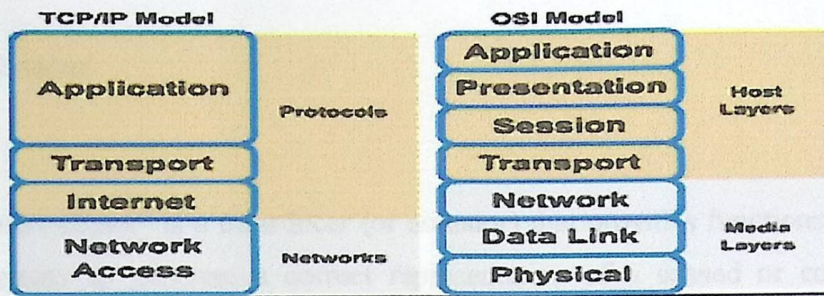 TCP/IP Model
Application
Transport
Internet
Network
Access
Protocols
Networks
OSI Model
Application
Presentation
Session
Transport
Network
Data Link
Physical
Host
Layers
Media
Layers